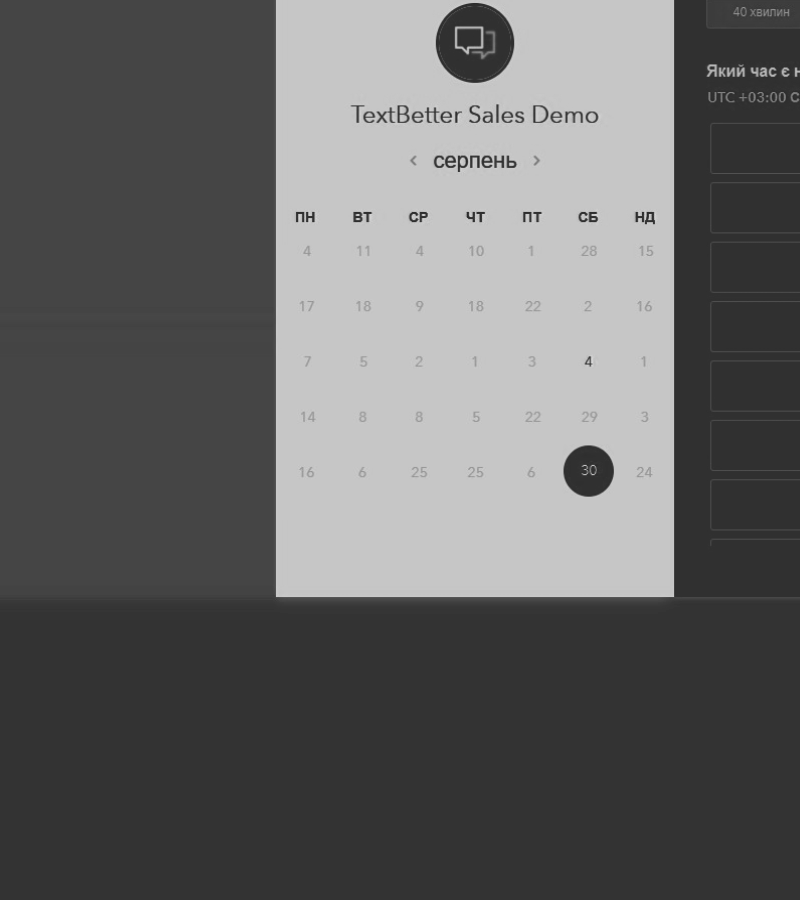 TextBetter Sales Demo
< серпень >
ПН ВТ СР ЧТ ПТ СБ НД
4 11 4 10 1 28 15
17 18 9 18 22 2 16
7 5 2 1 3 4 1
14 8 8 5 22 29 3
16 6 25 25 6 30 24
40 хвилин
Який час є
UTC +03:00